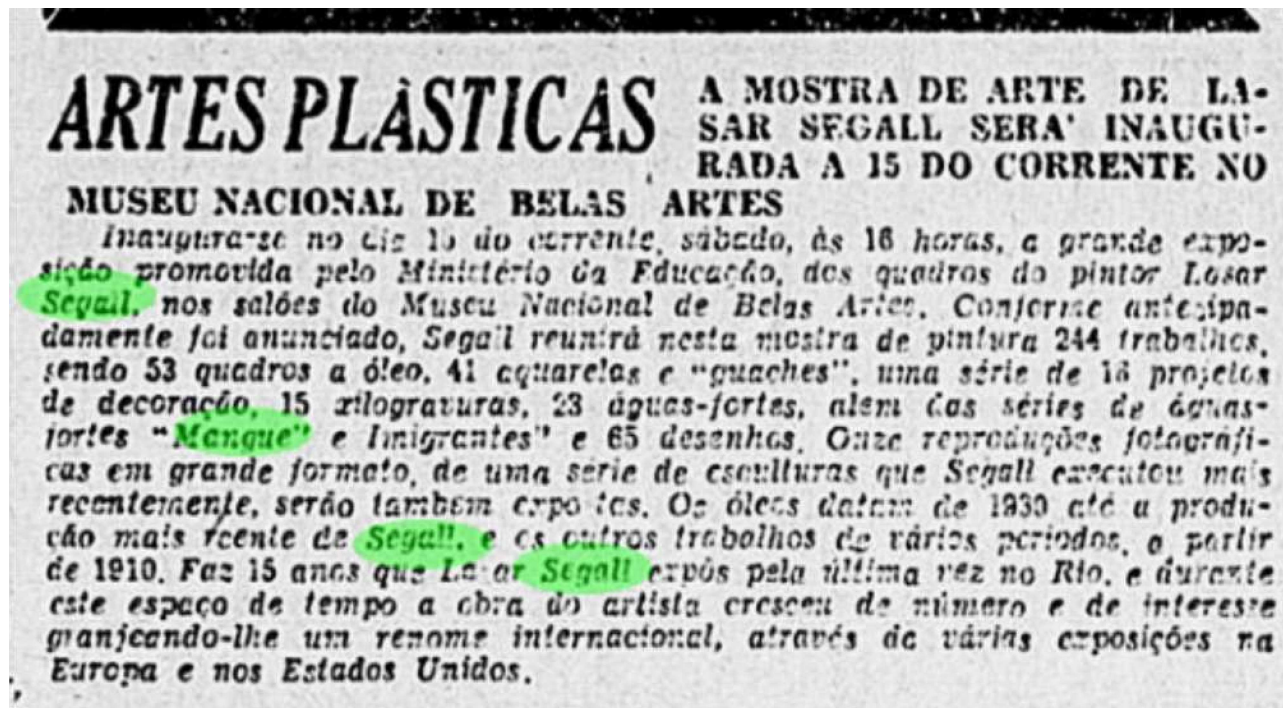 ARTES PLÀSTICAS
A MOSTRA DE ARTE DE LA-
SAR SEGALL SERA' INAUGU-
RADA A 15 DO CORRENTE NO
MUSEU NACIONAL DE BELAS ARTES
Inaugura-se no dia 15 do corrente, sábado, às 16 horas, a grande expo-
sição promovida pelo Ministério da Educação, dos quadros do pintor Lasar
Segall, nos salões do Museu Nacional de Belas Artes. Conforme antecipa-
damente foi anunciado, Segall reunirá nesta mostra de pintura 244 trabalhos,
sendo 53 quadros a óleo, 41 aquarelas e "guaches", uma série de projetos
de decoração, 15 xilogravuras, 23 águas-fortes, alem das séries de águas-
fortes "Mangue" e Imigrantes" e 65 desenhos. Onze reproduções fotográfi-
cas em grande formato, de uma série de esculturas que Segall executou mais
recentemente, serão tambem expostas. Os óleos datam de 1930 até a produ-
ção mais rcente de Segall, e os outros trabalhos de vários periodos, a partir
de 1910. Faz 15 anos que Lasar Segall expôs pela última vez no Rio, e durante
este espaço de tempo a obra do artista cresceu de número e de interesse
granjeando-lhe um renome internacional, através de várias exposições na
Europa e nos Estados Unidos.